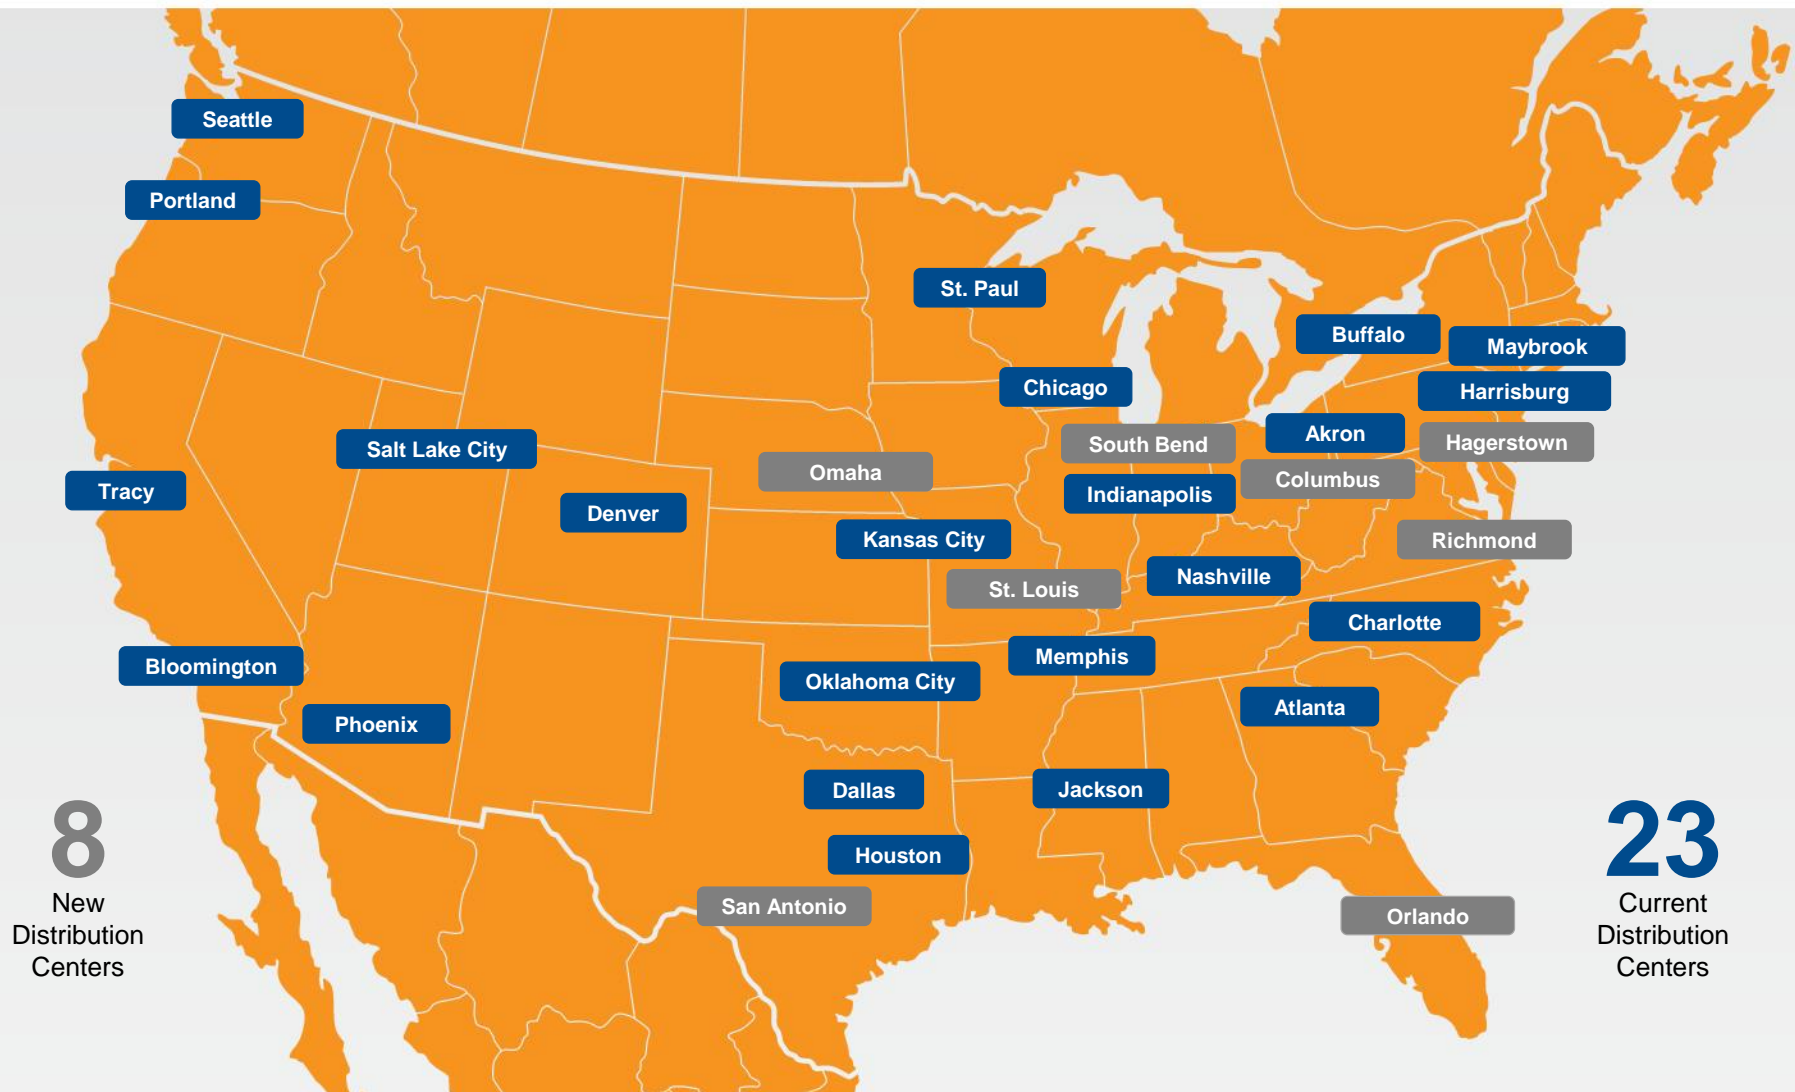 Seattle
Portland
St. Paul
Buffalo
Maybrook
Chicago
Harrisburg
Akron
Hagerstown
South Bend
Salt Lake City
Omaha
Columbus
Tracy
Indianapolis
Denver
Kansas City
Richmond
Nashville
St. Louis
Charlotte
Memphis
Bloomington
Oklahoma City
Atlanta
Phoenix
Dallas
Jackson
Houston
San Antonio
Orlando
8
New
Distribution
Centers
23
Current
Distribution
Centers